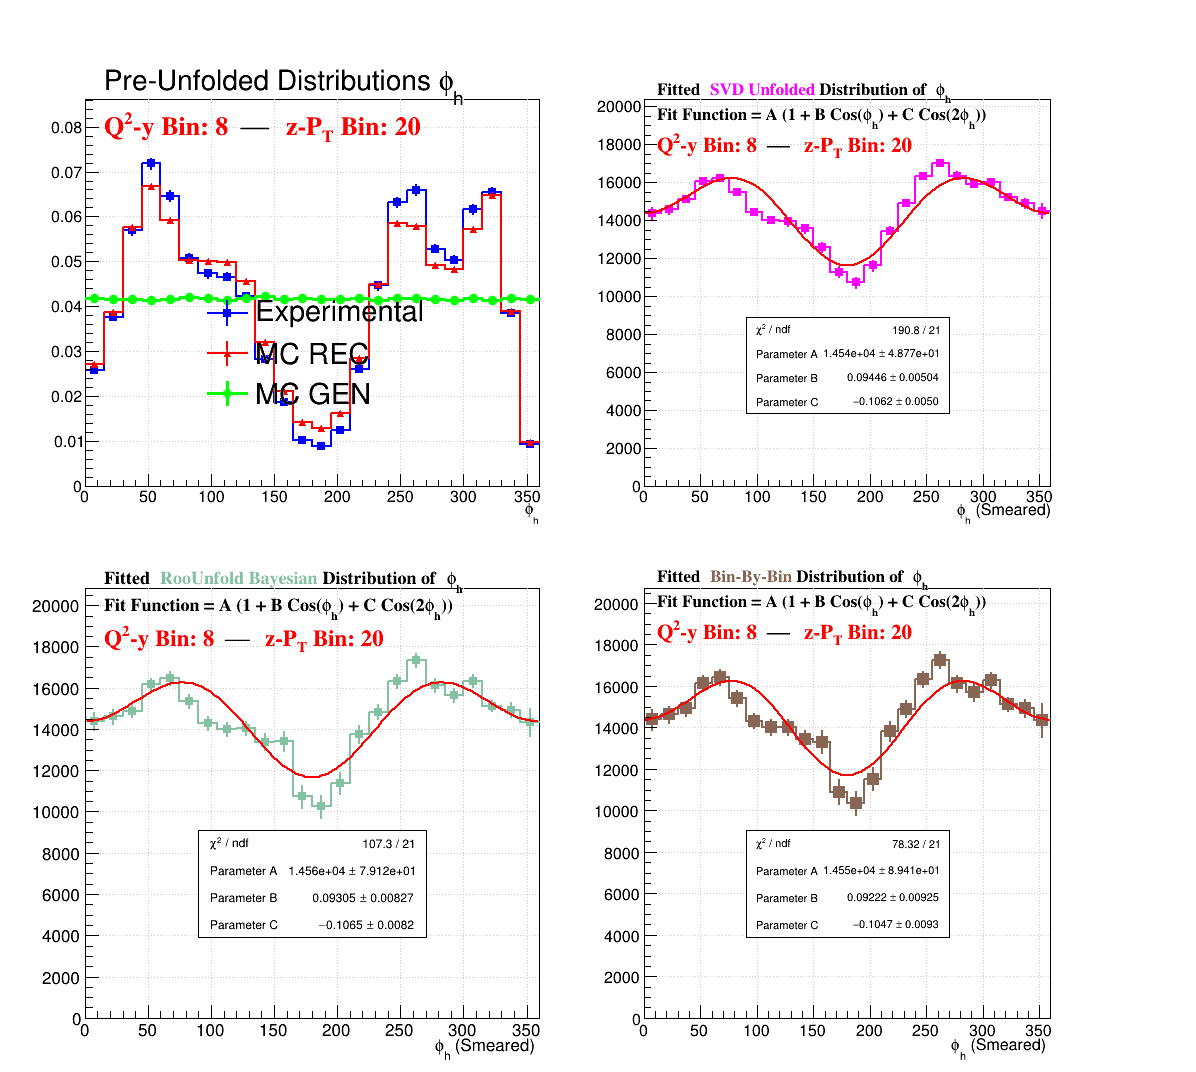 Pre-Unfolded Distributions ϕh
Q²-y Bin: 8 — z-PT Bin: 20
0.08
0.07
0.06
0.05
0.04
0.03
0.02
0.01
0
Experimental
MC REC
MC GEN
0 50 100 150 200 250 300 350
ϕh
Fitted SVD Unfolded Distribution of ϕh
Fit Function = A (1 + B Cos(ϕh) + C Cos(2ϕh))
Q²-y Bin: 8 — z-PT Bin: 20
20000
18000
16000
14000
12000
10000
8000
6000
4000
2000
0
χ² / ndf 190.8 / 21
Parameter A 1.454e+04 ± 4.877e+01
Parameter B 0.09446 ± 0.00504
Parameter C −0.1062 ± 0.0050
0 50 100 150 200 250 300 350
ϕh (Smeared)
Fitted RooUnfold Bayesian Distribution of ϕh
Fit Function = A (1 + B Cos(ϕh) + C Cos(2ϕh))
Q²-y Bin: 8 — z-PT Bin: 20
20000
18000
16000
14000
12000
10000
8000
6000
4000
2000
0
χ² / ndf 107.3 / 21
Parameter A 1.456e+04 ± 7.912e+01
Parameter B 0.09305 ± 0.00827
Parameter C −0.1065 ± 0.0082
0 50 100 150 200 250 300 350
ϕh (Smeared)
Fitted Bin-By-Bin Distribution of ϕh
Fit Function = A (1 + B Cos(ϕh) + C Cos(2ϕh))
Q²-y Bin: 8 — z-PT Bin: 20
20000
18000
16000
14000
12000
10000
8000
6000
4000
2000
0
χ² / ndf 78.32 / 21
Parameter A 1.455e+04 ± 8.941e+01
Parameter B 0.09222 ± 0.00925
Parameter C −0.1047 ± 0.0093
0 50 100 150 200 250 300 350
ϕh (Smeared)